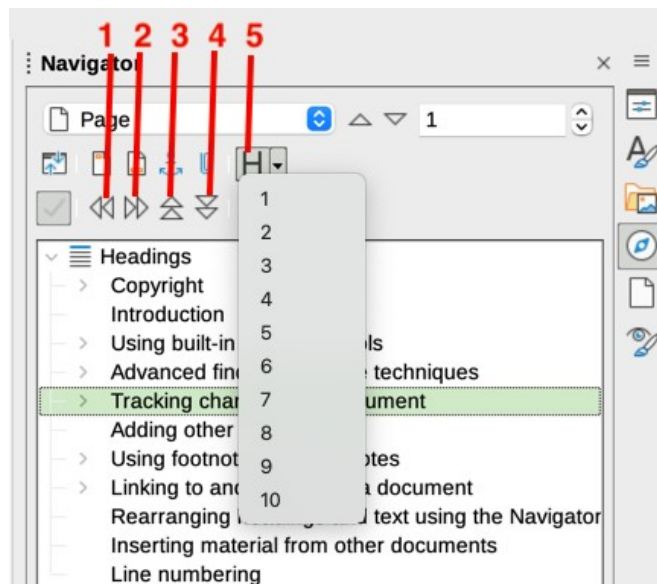 1 2 3 4 5
Navigator
Page 1
H
1
2
3
4
5
6
7
8
9
10
Headings
Copyright
Introduction
Using built-in ls
Advanced fin techniques
Tracking cha ument
Adding other
Using footnot otes
Linking to an a document
Rearranging text using the Navigator
Inserting material from other documents
Line numbering